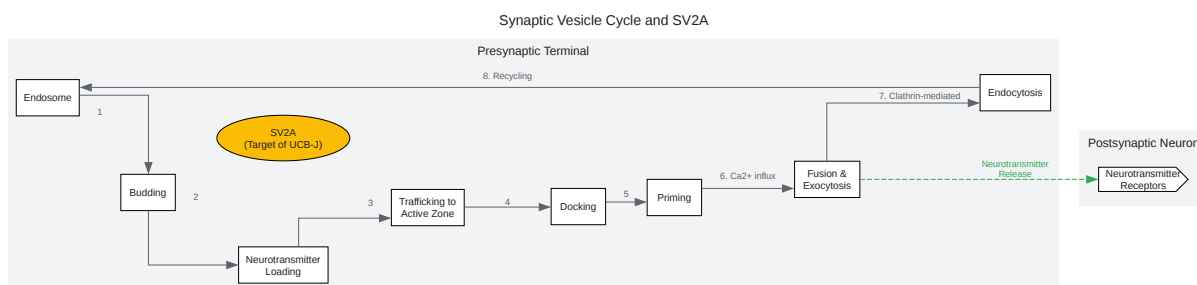 Synaptic Vesicle Cycle and SV2A
Presynaptic Terminal
8. Recycling
Endosome
Endocytosis
7. Clathrin-mediated
1
SV2A
(Target of UCB-J)
Postsynaptic Neuron
Neurotransmitter
Release
Neurotransmitter
Receptors
Fusion &
Exocytosis
6. Ca2+ influx
Budding
2
Priming
5
Docking
4
Trafficking to
Active Zone
3
Neurotransmitter
Loading